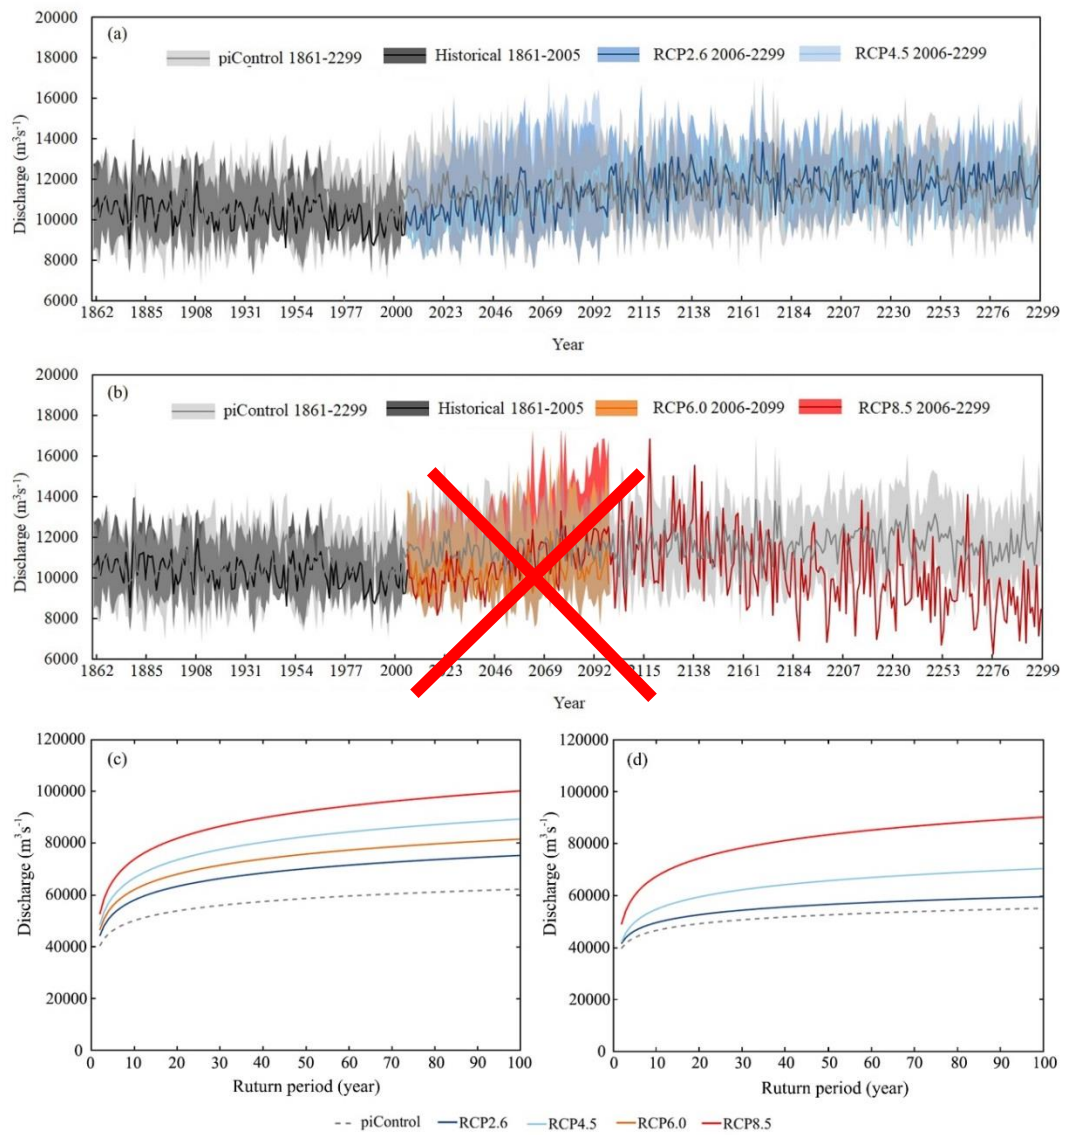 20000
(a)
18000
piControl 1861-2299 Historical 1861-2005 RCP2.6 2006-2299 RCP4.5 2006-2299
16000
14000
12000
10000
8000
6000
Discharge (m³s⁻¹)
1862 1885 1908 1931 1954 1977 2000 2023 2046 2069 2092 2115 2138 2161 2184 2207 2230 2253 2276 2299
Year
20000
(b)
18000
piControl 1861-2299 Historical 1861-2005 RCP6.0 2006-2099 RCP8.5 2006-2299
16000
14000
12000
10000
8000
6000
Discharge (m³s⁻¹)
1862 1885 1908 1931 1954 1977 2000 2023 2046 2069 2092 2115 2138 2161 2184 2207 2230 2253 2276 2299
Year
120000
(c)
100000
80000
60000
40000
20000
0
Discharge (m³s⁻¹)
0 10 20 30 40 50 60 70 80 90 100
Ruturn period (year)
120000
(d)
100000
80000
60000
40000
20000
0
Discharge (m³s⁻¹)
0 10 20 30 40 50 60 70 80 90 100
Ruturn period (year)
piControl RCP2.6 RCP4.5 RCP6.0 RCP8.5